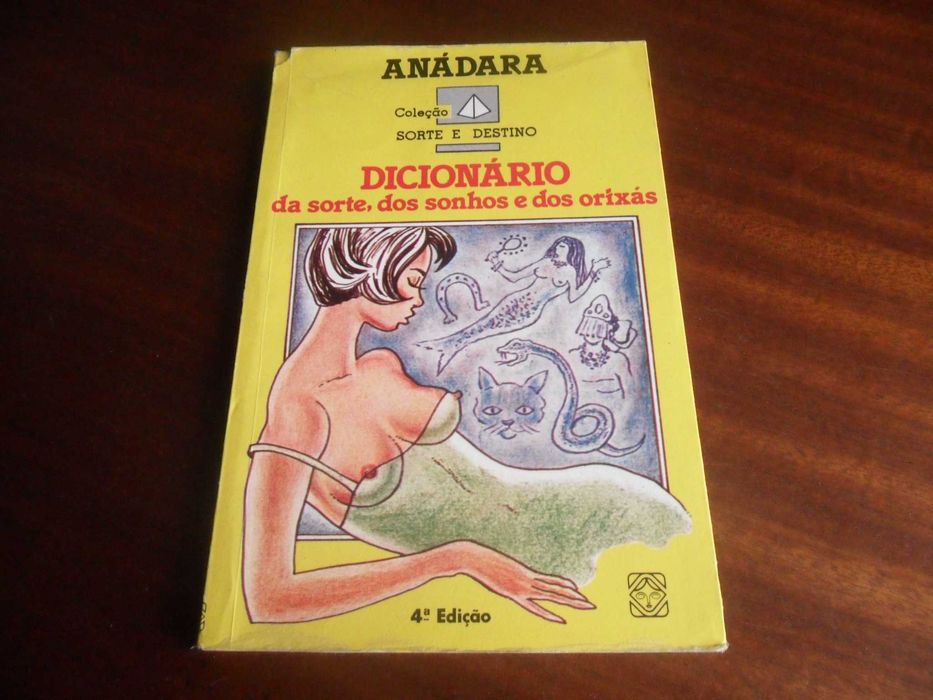 ANÁDARA
Coleção
SORTE E DESTINO
DICIONÁRIO
da sorte, dos sonhos e dos orixás
4ª Edição